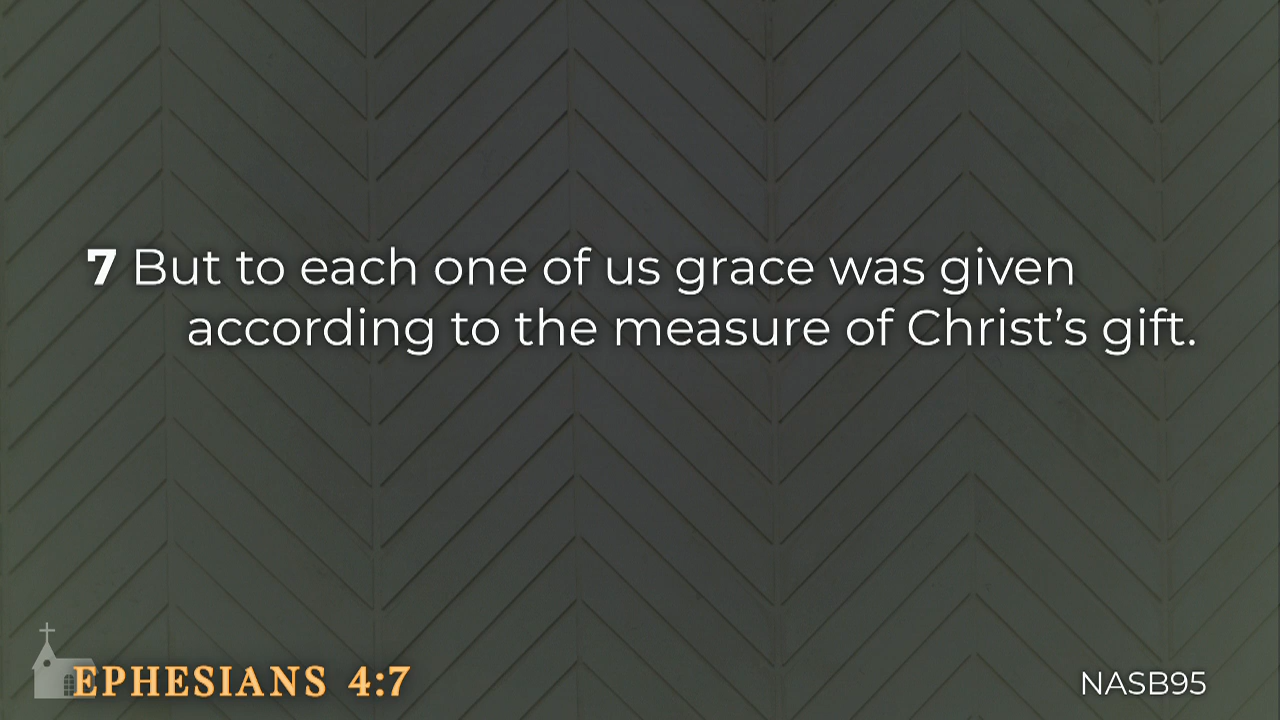 7 But to each one of us grace was given
according to the measure of Christ’s gift.
EPHESIANS 4:7
NASB95